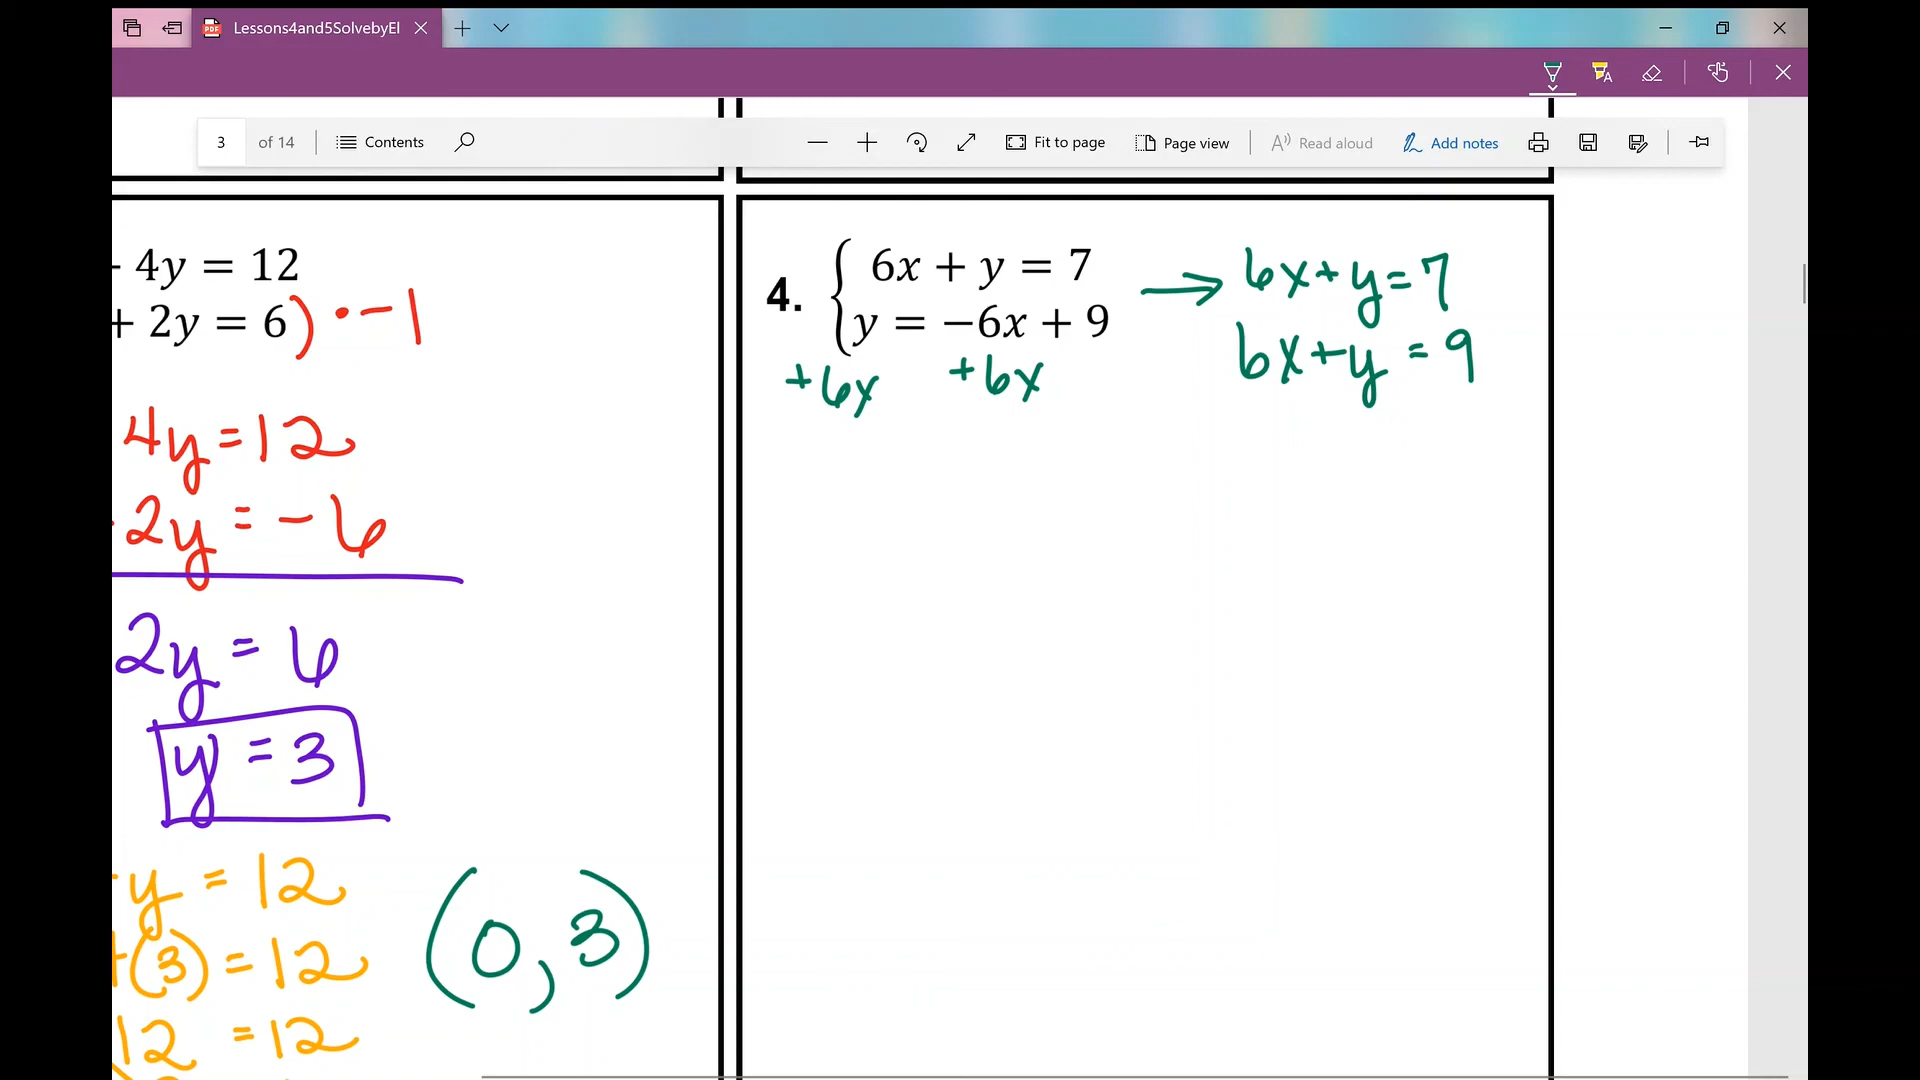 Lessons4and5SolvebyEl
3 of 14 Contents Fit to page Page view Read aloud Add notes
4y = 12
+ 2y = 6) • -1
4y = 12
2y = - 6
2y = 6
y = 3
y = 12
(3) = 12
12 = 12
(0, 3)
4. { 6x + y = 7
y = −6x + 9
+6x +6x
→ 6x + y = 7
6x + y = 9